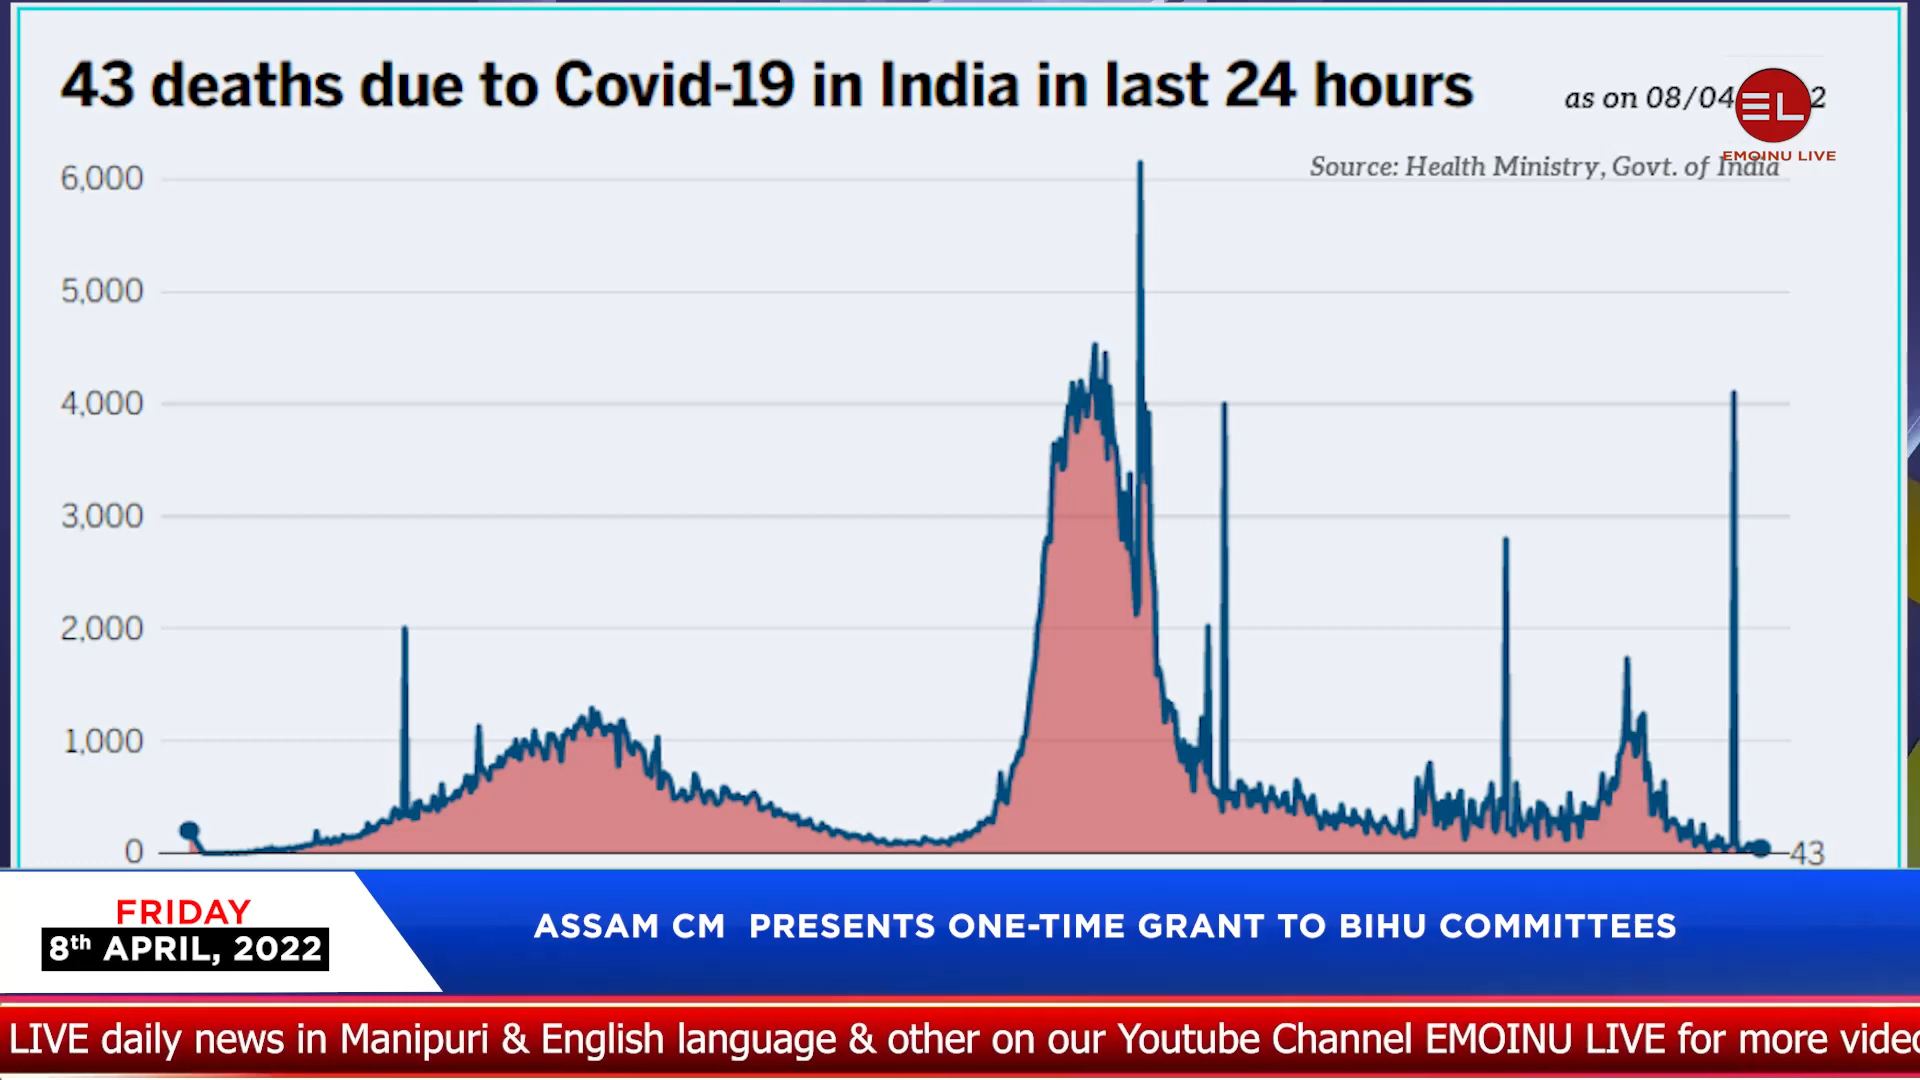 43 deaths due to Covid-19 in India in last 24 hours
as on 08/04 2
EL
EMOINU LIVE
Source: Health Ministry, Govt. of India
6,000
5,000
4,000
3,000
2,000
1,000
0
43
FRIDAY
8th APRIL, 2022
ASSAM CM PRESENTS ONE-TIME GRANT TO BIHU COMMITTEES
LIVE daily news in Manipuri & English language & other on our Youtube Channel EMOINU LIVE for more vide